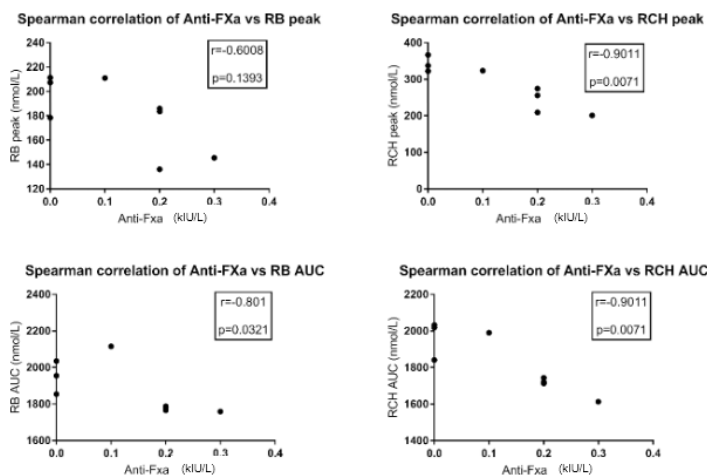 Spearman correlation of Anti-FXa vs RB peak
240
220
200
180
160
140
120
RB peak (nmol/L)
r=-0.6008
p=0.1393
0.0 0.1 0.2 0.3 0.4
Anti-Fxa (kIU/L)
Spearman correlation of Anti-FXa vs RCH peak
400
300
200
100
0
RCH peak (nmol/L)
r=-0.9011
p=0.0071
0.0 0.1 0.2 0.3 0.4
Anti-Fxa (kIU/L)
Spearman correlation of Anti-FXa vs RB AUC
2400
2200
2000
1800
1600
RB AUC (nmol/L)
r=-0.801
p=0.0321
0.0 0.1 0.2 0.3 0.4
Anti-Fxa (kIU/L)
Spearman correlation of Anti-FXa vs RCH AUC
2200
2000
1800
1600
1400
RCH AUC (nmol/L)
r=-0.9011
p=0.0071
0.0 0.1 0.2 0.3 0.4
Anti-Fxa (kIU/L)